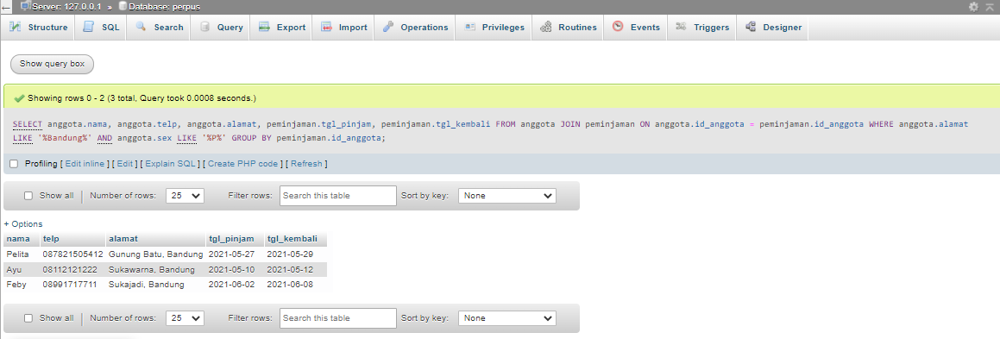 Server: 127.0.0.1 » Database: perpus
Structure SQL Search Query Export Import Operations Privileges Routines Events Triggers Designer
Show query box
Showing rows 0 - 2 (3 total, Query took 0.0008 seconds.)
SELECT anggota.nama, anggota.telp, anggota.alamat, peminjaman.tgl_pinjam, peminjaman.tgl_kembali FROM anggota JOIN peminjaman ON anggota.id_anggota = peminjaman.id_anggota WHERE anggota.alamat
LIKE '%Bandung%' AND anggota.sex LIKE '%P%' GROUP BY peminjaman.id_anggota;
Profiling [ Edit inline ] [ Edit ] [ Explain SQL ] [ Create PHP code ] [ Refresh ]
Show all Number of rows: 25 Filter rows: Search this table Sort by key: None
+ Options
nama telp alamat tgl_pinjam tgl_kembali
Pelita 087821505412 Gunung Batu, Bandung 2021-05-27 2021-05-29
Ayu 08112121222 Sukawarna, Bandung 2021-05-10 2021-05-12
Feby 08991717711 Sukajadi, Bandung 2021-06-02 2021-06-08
Show all Number of rows: 25 Filter rows: Search this table Sort by key: None